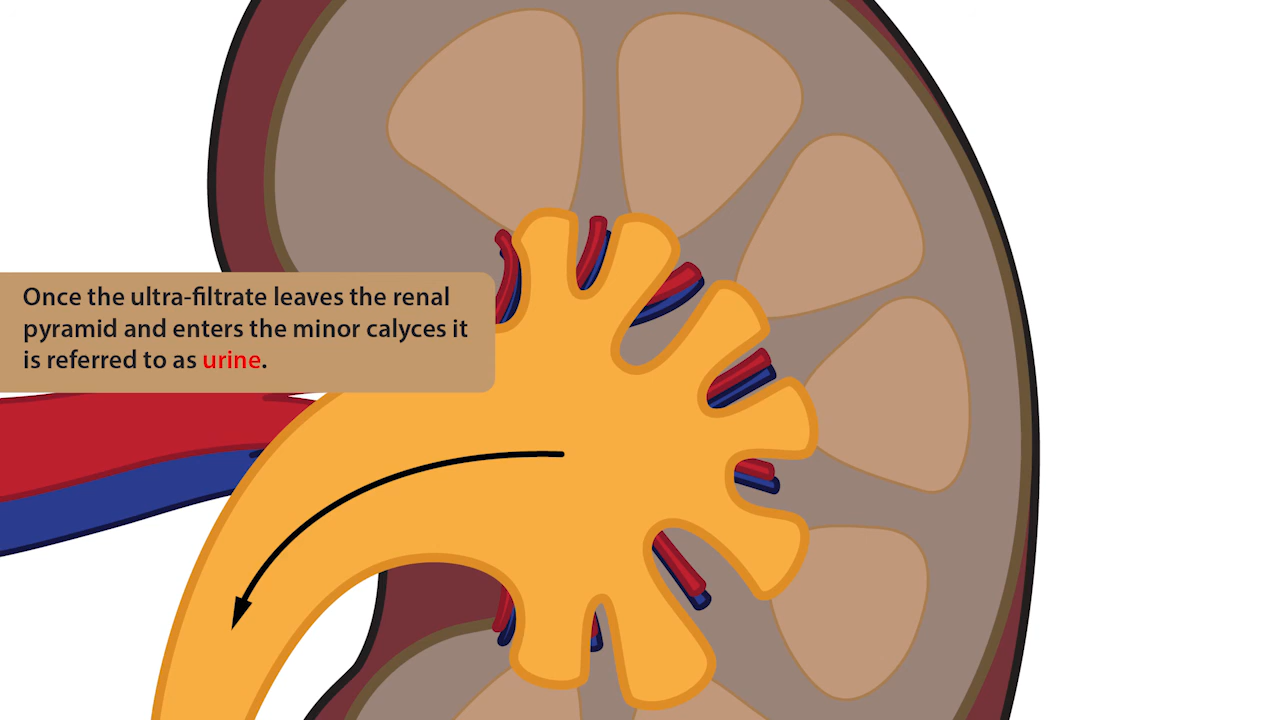 Once the ultra-filtrate leaves the renal
pyramid and enters the minor calyces it
is referred to as urine.